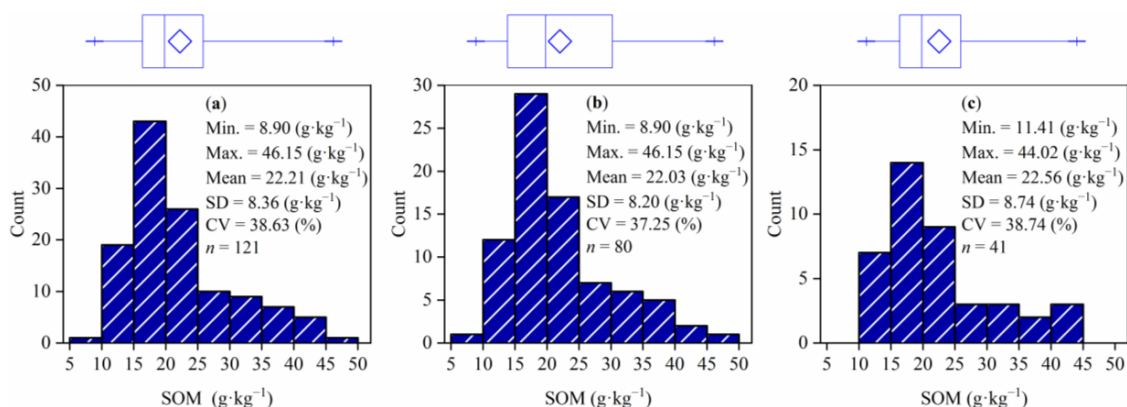 (a)
Min. = 8.90 (g·kg⁻¹)
Max. = 46.15 (g·kg⁻¹)
Mean = 22.21 (g·kg⁻¹)
SD = 8.36 (g·kg⁻¹)
CV = 38.63 (%)
n = 121
50
40
30
20
10
0
Count
5 10 15 20 25 30 35 40 45 50
SOM (g·kg⁻¹)
(b)
Min. = 8.90 (g·kg⁻¹)
Max. = 46.15 (g·kg⁻¹)
Mean = 22.03 (g·kg⁻¹)
SD = 8.20 (g·kg⁻¹)
CV = 37.25 (%)
n = 80
30
25
20
15
10
5
0
Count
5 10 15 20 25 30 35 40 45 50
SOM (g·kg⁻¹)
(c)
Min. = 11.41 (g·kg⁻¹)
Max. = 44.02 (g·kg⁻¹)
Mean = 22.56 (g·kg⁻¹)
SD = 8.74 (g·kg⁻¹)
CV = 38.74 (%)
n = 41
20
15
10
5
0
Count
5 10 15 20 25 30 35 40 45 50
SOM (g·kg⁻¹)